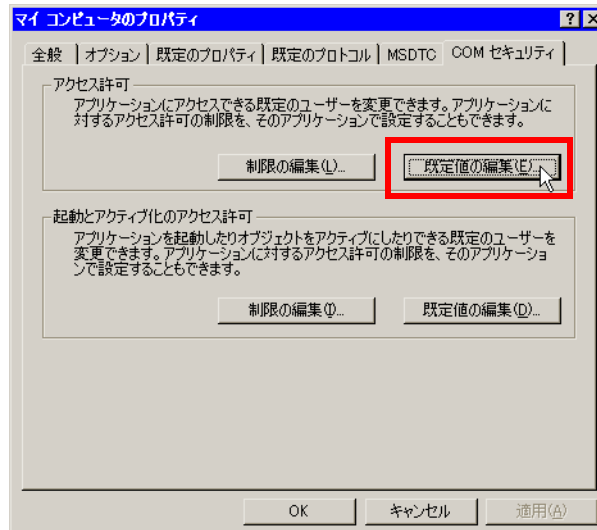 マイ コンピュータのプロパティ
全般 オプション 既定のプロパティ 既定のプロトコル MSDTC COM セキュリティ
アクセス許可
アプリケーションにアクセスできる既定のユーザーを変更できます。アプリケーションに
対するアクセス許可の制限を、そのアプリケーションで設定することもできます。
制限の編集(L)... 既定値の編集(E)...
起動とアクティブ化のアクセス許可
アプリケーションを起動したりオブジェクトをアクティブにしたりできる既定のユーザーを
変更できます。アプリケーションに対するアクセス許可の制限を、そのアプリケーショ
ンで設定することもできます。
制限の編集(I)... 既定値の編集(D)...
OK キャンセル 適用(A)